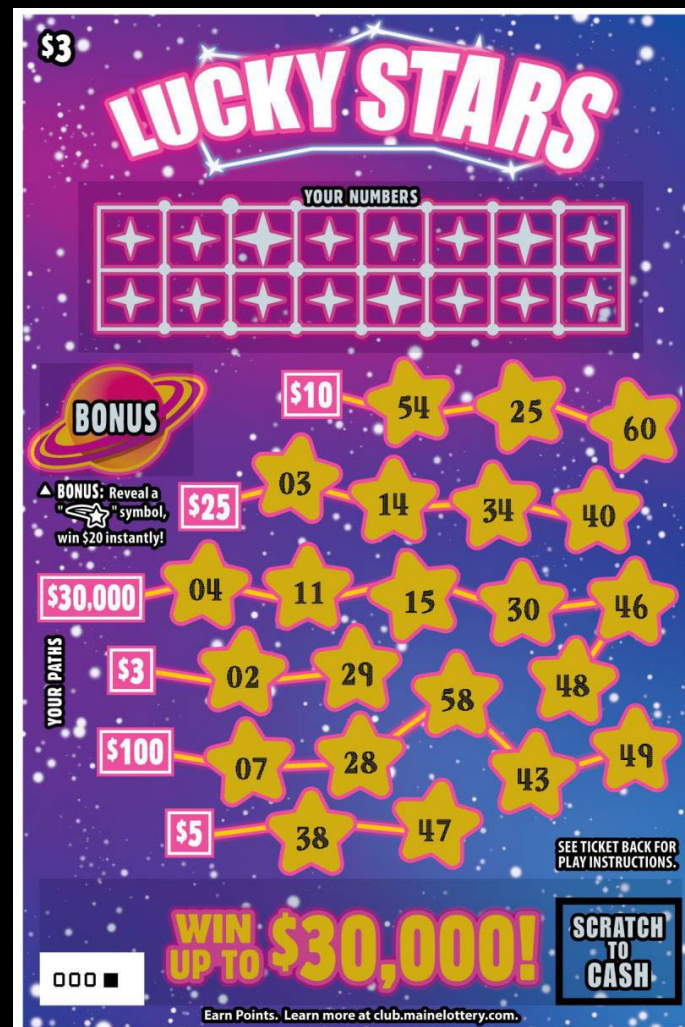 $3
LUCKY STARS
YOUR NUMBERS
BONUS
▲ BONUS: Reveal a
" " symbol,
win $20 instantly!
YOUR PATHS
$10 54 25 60
$25 03 14 34 40
$30,000 04 11 15 30 46 48
$3 02 29
$100 07 28 58 43 49
$5 38 47
SEE TICKET BACK FOR
PLAY INSTRUCTIONS.
WIN
UP TO $30,000!
SCRATCH
TO
CASH
000■
Earn Points. Learn more at club.mainelottery.com.